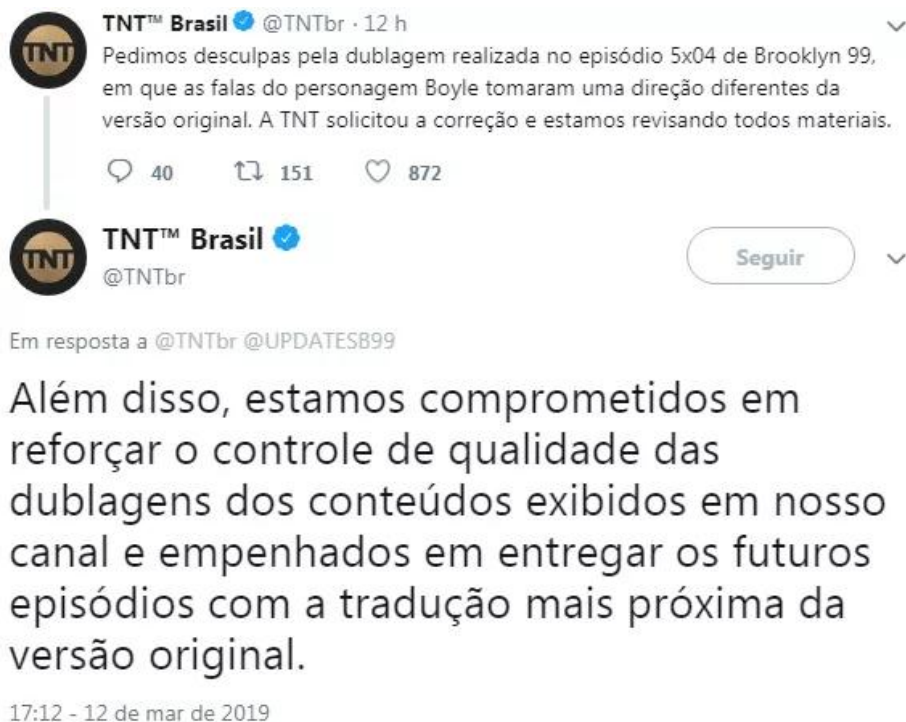 TNT™ Brasil @TNTbr · 12 h
TNT
Pedimos desculpas pela dublagem realizada no episódio 5x04 de Brooklyn 99,
em que as falas do personagem Boyle tomaram uma direção diferentes da
versão original. A TNT solicitou a correção e estamos revisando todos materiais.
40 151 872
TNT™ Brasil
TNT
@TNTbr
Seguir
Em resposta a @TNTbr @UPDATESB99
Além disso, estamos comprometidos em
reforçar o controle de qualidade das
dublagens dos conteúdos exibidos em nosso
canal e empenhados em entregar os futuros
episódios com a tradução mais próxima da
versão original.
17:12 - 12 de mar de 2019